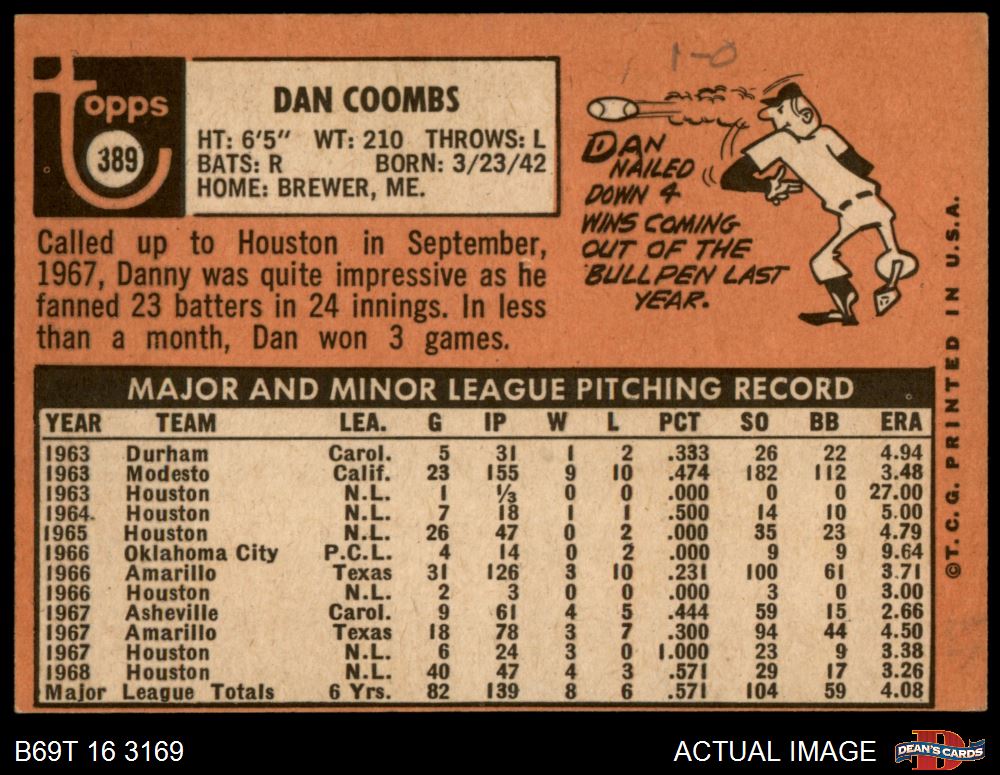 1-0
topps
389
DAN COOMBS
HT: 6'5" WT: 210 THROWS: L
BATS: R BORN: 3/23/42
HOME: BREWER, ME.
DAN
NAILED
DOWN 4
WINS COMING
OUT OF THE
BULLPEN LAST
YEAR.
Called up to Houston in September,
1967, Danny was quite impressive as he
fanned 23 batters in 24 innings. In less
than a month, Dan won 3 games.
MAJOR AND MINOR LEAGUE PITCHING RECORD
YEAR TEAM LEA. G IP W L PCT SO BB ERA
1963 Durham Carol. 5 31 1 2 .333 26 22 4.94
1963 Modesto Calif. 23 155 9 10 .474 182 112 3.48
1963 Houston N.L. 1 1/3 0 0 .000 0 0 27.00
1964 Houston N.L. 7 18 1 1 .500 14 10 5.00
1965 Houston N.L. 26 47 0 2 .000 35 23 4.79
1966 Oklahoma City P.C.L. 4 14 0 2 .000 9 9 9.64
1966 Amarillo Texas 31 126 3 10 .231 100 61 3.71
1966 Houston N.L. 2 3 0 0 .000 3 0 3.00
1967 Asheville Carol. 9 61 4 5 .444 59 15 2.66
1967 Amarillo Texas 18 78 3 7 .300 94 44 4.50
1967 Houston N.L. 6 24 3 0 1.000 23 9 3.38
1968 Houston N.L. 40 47 4 3 .571 29 17 3.26
Major League Totals 6 Yrs. 82 139 8 6 .571 104 59 4.08
©T. C. G. PRINTED IN U.S.A.
B69T 16 3169
ACTUAL IMAGE
D
DEAN'S CARDS